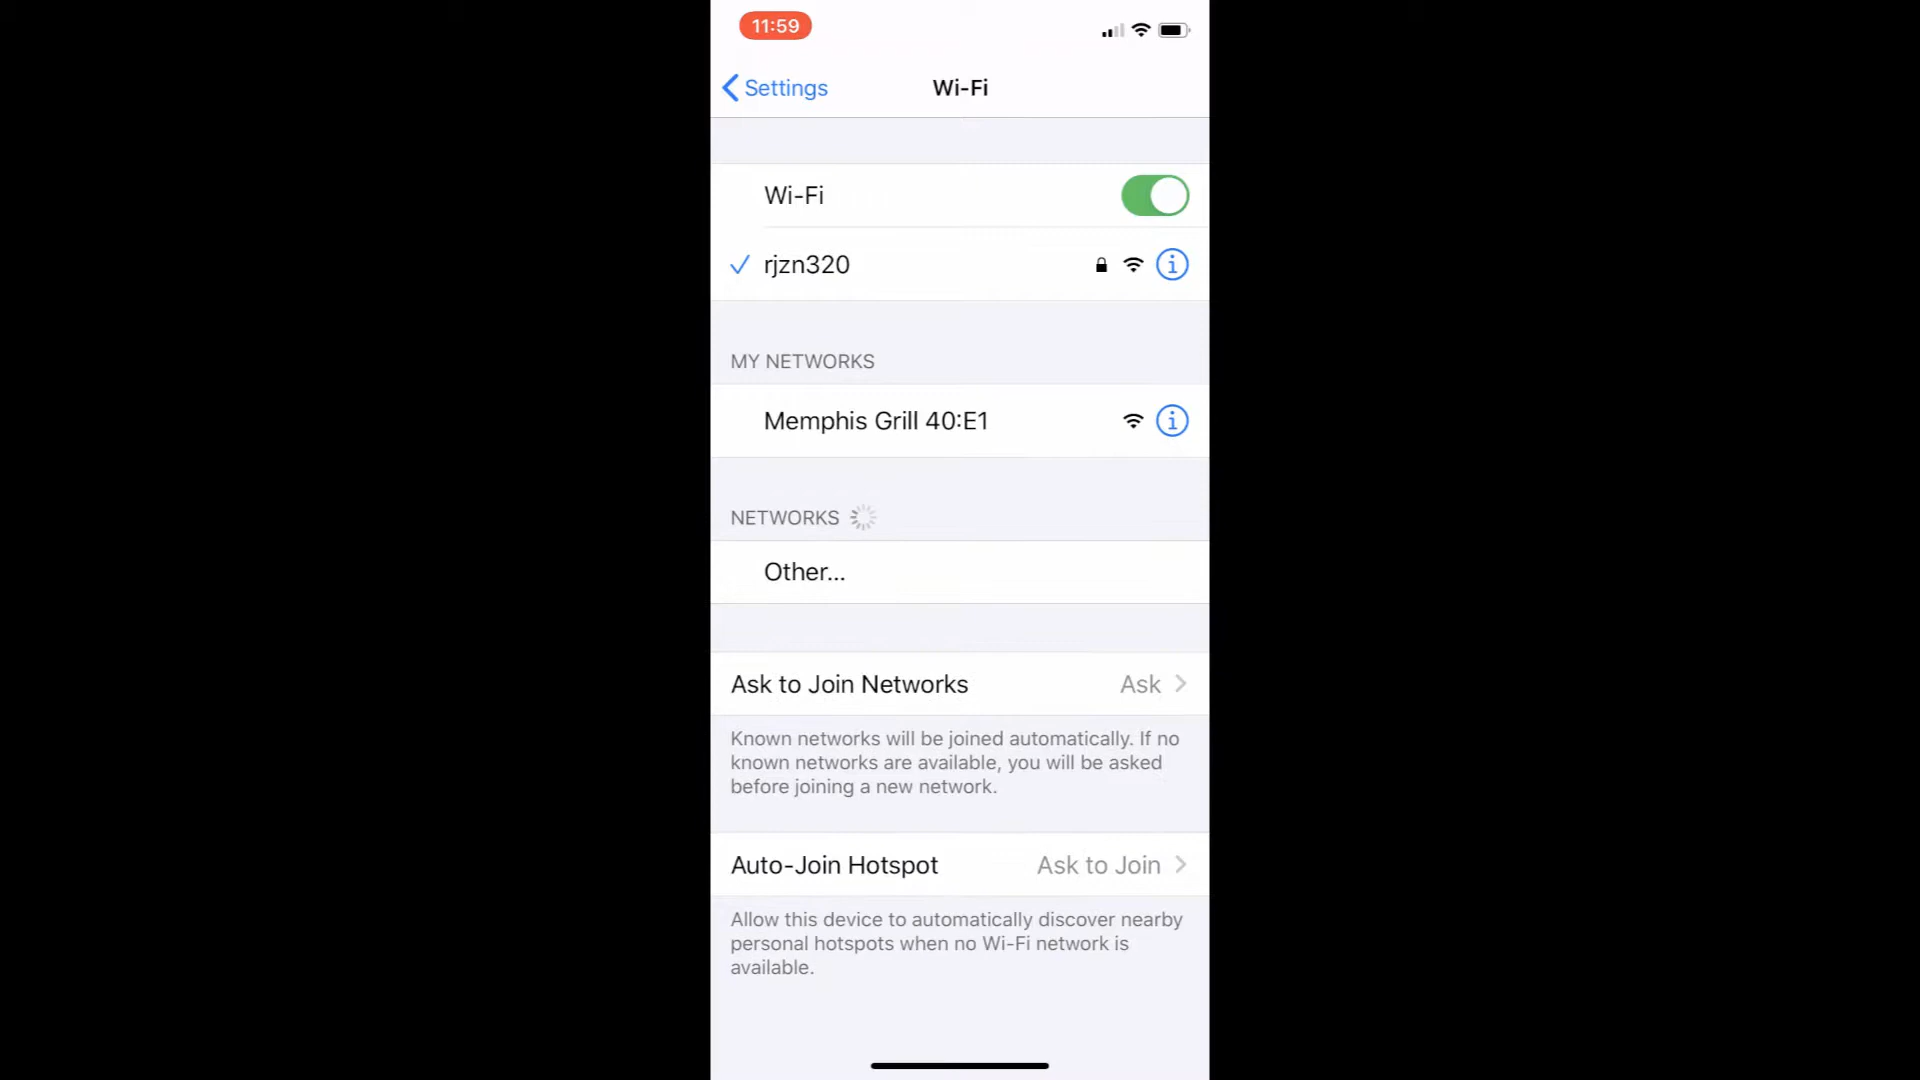 11:59
Settings
Wi-Fi
Wi-Fi
rjzn320
MY NETWORKS
Memphis Grill 40:E1
NETWORKS
Other...
Ask to Join Networks Ask
Known networks will be joined automatically. If no
known networks are available, you will be asked
before joining a new network.
Auto-Join Hotspot Ask to Join
Allow this device to automatically discover nearby
personal hotspots when no Wi-Fi network is
available.